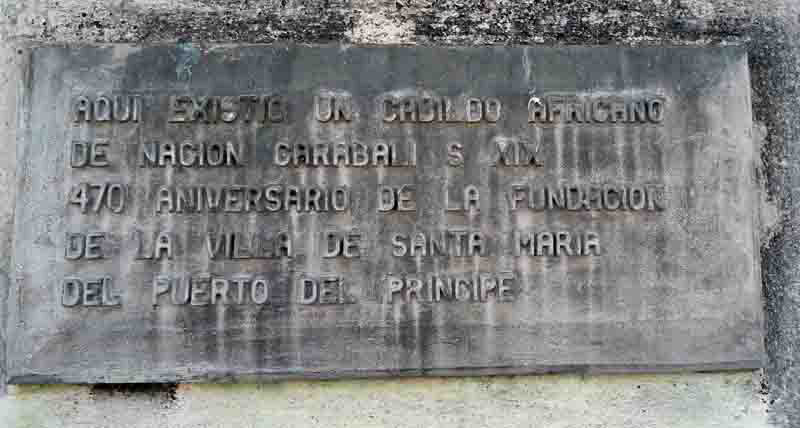 AQUI EXISTIO UN CABILDO AFRICANO
DE NACION CARABALI S XIX
470 ANIVERSARIO DE LA FUNDACION
DE LA VILLA DE SANTA MARIA
DEL PUERTO DEL PRINCIPE